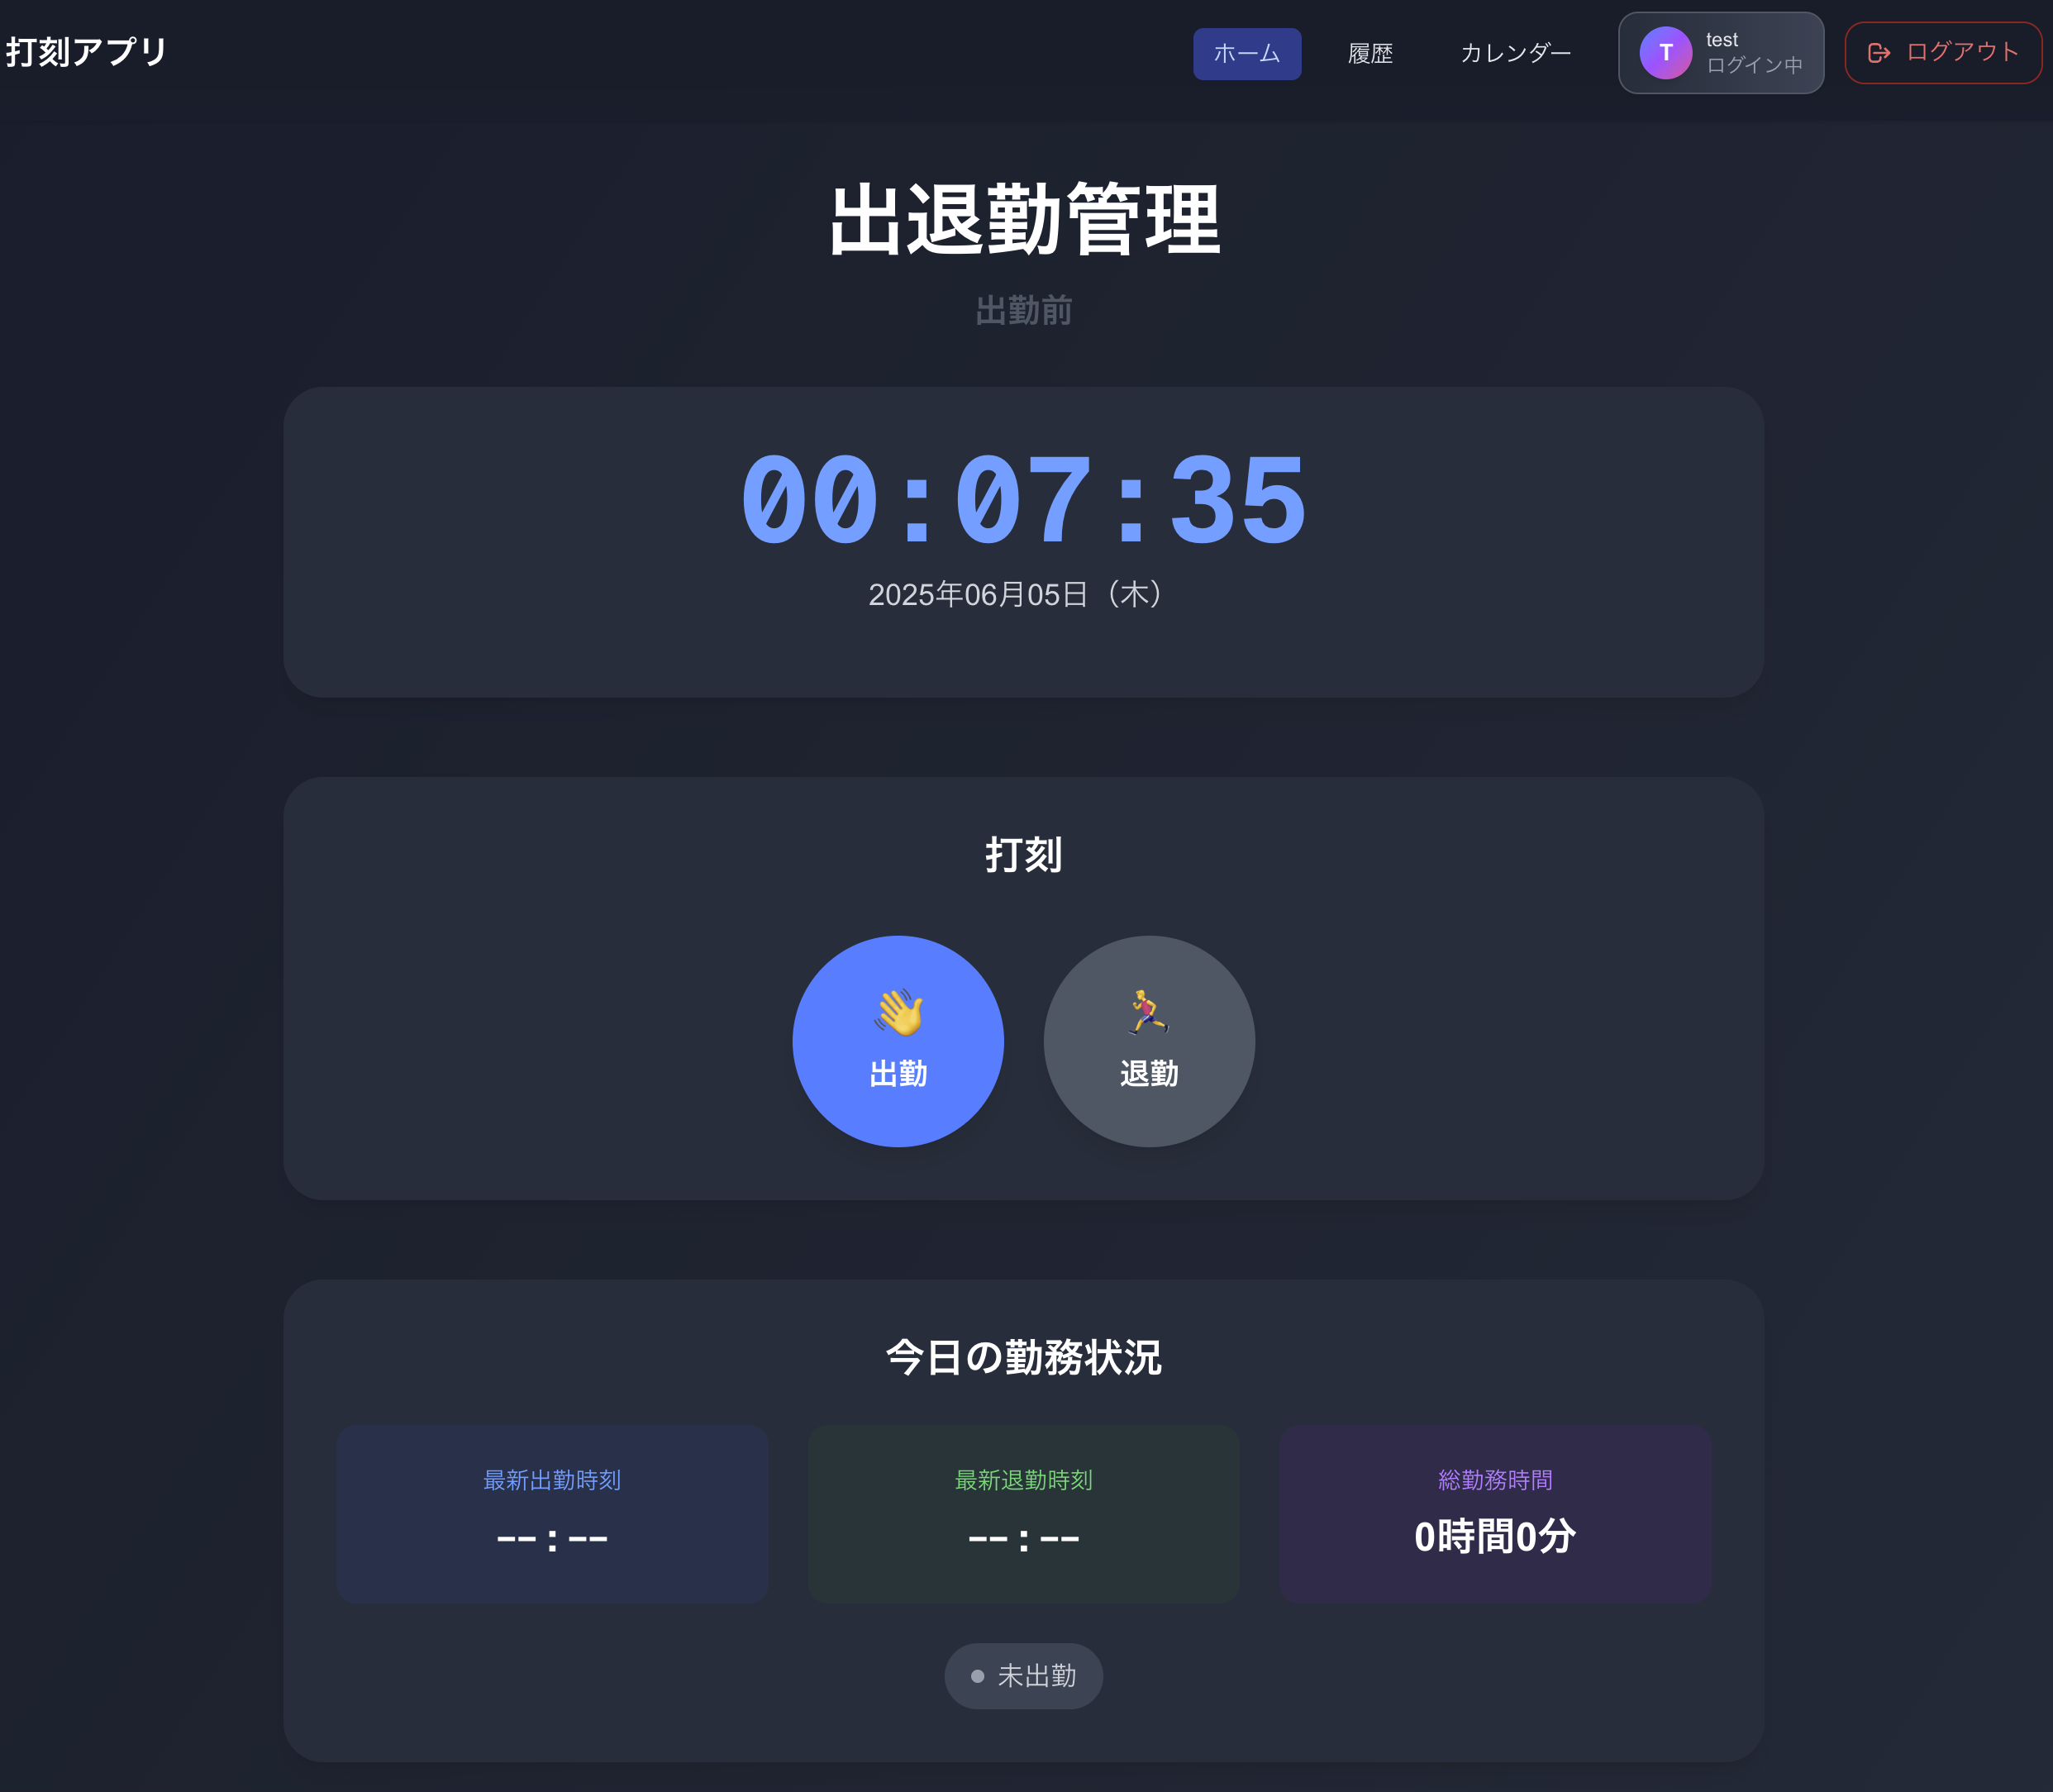 打刻アプリ
ホーム
履歴
カレンダー
T
test
ログイン中
ログアウト
出退勤管理
出勤前
00:07:35
2025年06月05日（木）
打刻
出勤
退勤
今日の勤務状況
最新出勤時刻
--:--
最新退勤時刻
--:--
総勤務時間
0時間0分
未出勤